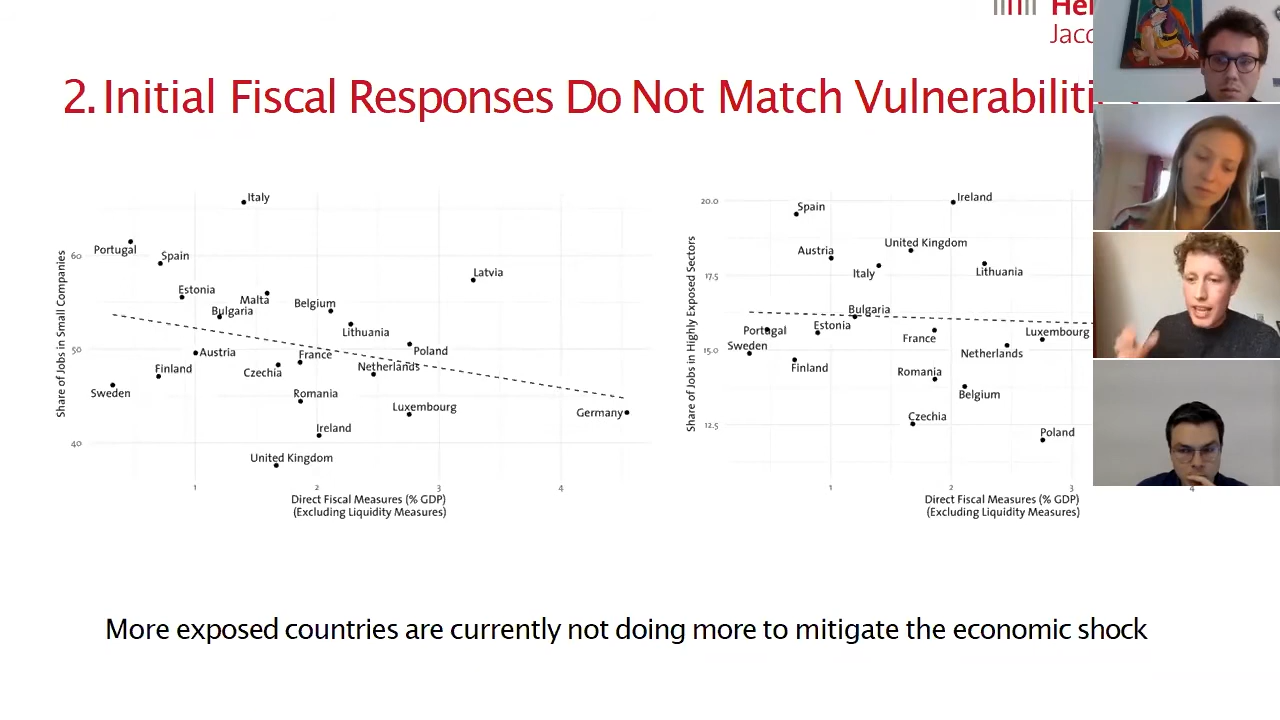 Jaco
2. Initial Fiscal Responses Do Not Match Vulnerabiliti
Share of Jobs in Small Companies
60
50
40
Italy
Portugal
Spain
Latvia
Estonia
Malta
Bulgaria
Belgium
Lithuania
Austria
France
Poland
Finland
Czechia
Netherlands
Sweden
Romania
Luxembourg
Germany
Ireland
United Kingdom
1 2 3 4
Direct Fiscal Measures (% GDP)
(Excluding Liquidity Measures)
Share of Jobs in Highly Exposed Sectors
20.0
17.5
15.0
12.5
Ireland
Spain
United Kingdom
Austria
Italy
Lithuania
Bulgaria
Portugal
Estonia
France
Luxembourg
Sweden
Netherlands
Finland
Romania
Belgium
Czechia
Poland
1 2 3 4
Direct Fiscal Measures (% GDP)
(Excluding Liquidity Measures)
More exposed countries are currently not doing more to mitigate the economic shock